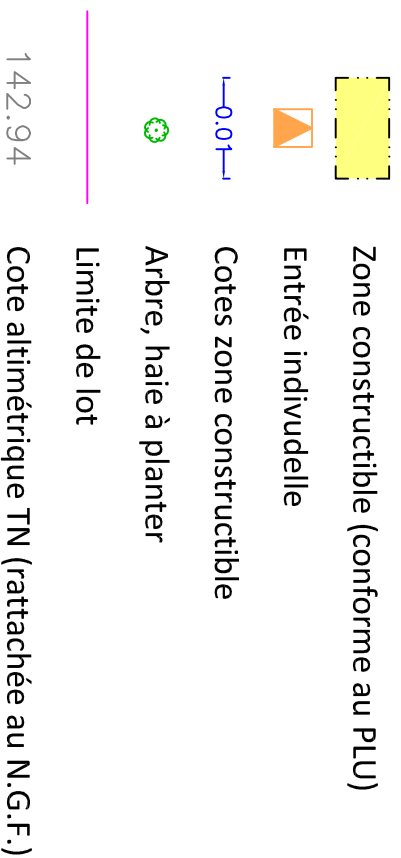 Zone constructible (conforme au PLU)
Entrée indivudelle
0.01 Cotes zone constructible
Arbre, haie à planter
Limite de lot
142.94 Cote altimétrique TN (rattachée au N.G.F.)